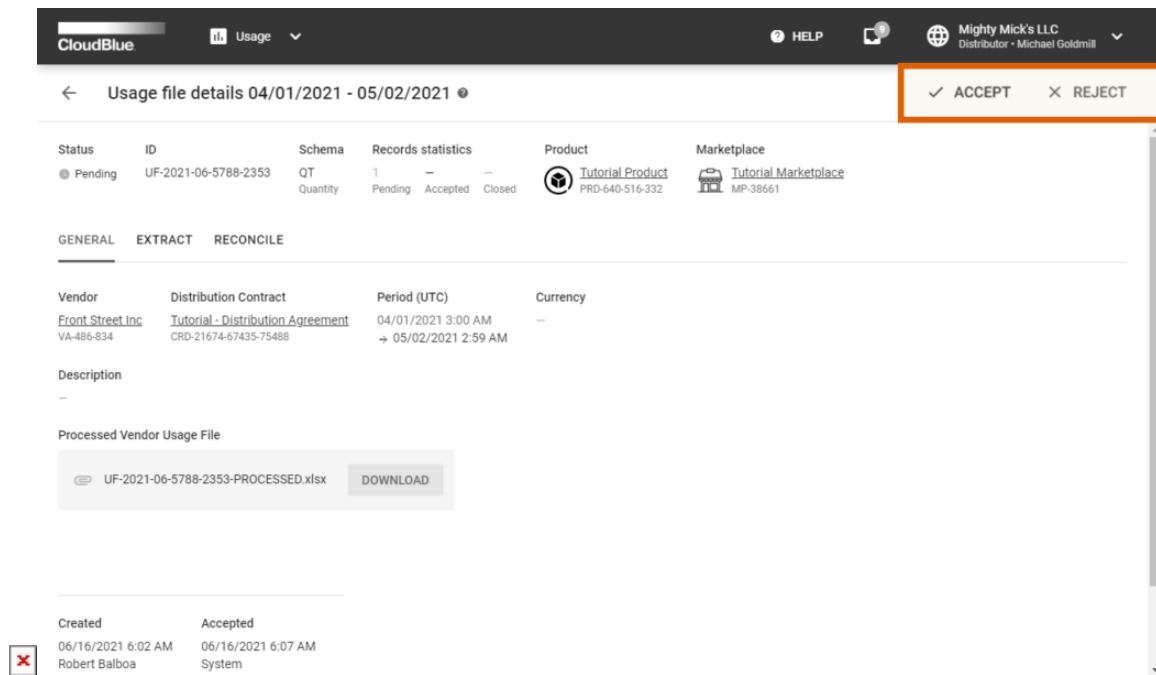 CloudBlue
Usage
HELP
9
Mighty Mick's LLC
Distributor • Michael Goldmill
Usage file details 04/01/2021 - 05/02/2021
ACCEPT
REJECT
Status ID Schema Records statistics Product Marketplace
Pending UF-2021-06-5788-2353 QT 1 – – Tutorial Product Tutorial Marketplace
Quantity Pending Accepted Closed PRD-640-516-332 MP-38661
GENERAL EXTRACT RECONCILE
Vendor Distribution Contract Period (UTC) Currency
Front Street Inc Tutorial - Distribution Agreement 04/01/2021 3:00 AM –
VA-486-834 CRD-21674-67435-75488 → 05/02/2021 2:59 AM
Description
–
Processed Vendor Usage File
UF-2021-06-5788-2353-PROCESSED.xlsx DOWNLOAD
Created Accepted
06/16/2021 6:02 AM 06/16/2021 6:07 AM
Robert Balboa System